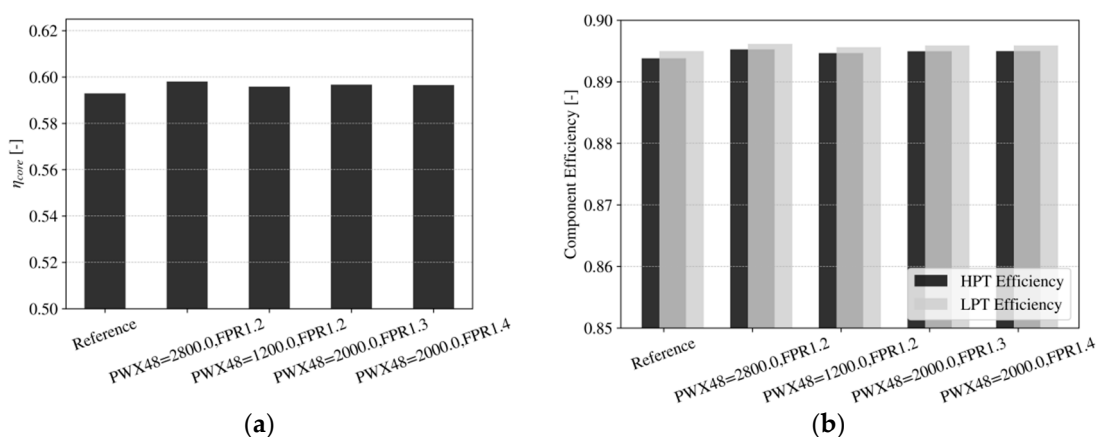 0.62
0.60
0.58
0.56
0.54
0.52
0.50
η_core [-]
Reference
PWX48=2800.0,FPR1.2
PWX48=1200.0,FPR1.2
PWX48=2000.0,FPR1.3
PWX48=2000.0,FPR1.4
(a)
0.90
0.89
0.88
0.87
0.86
0.85
Component Efficiency [-]
HPT Efficiency
LPT Efficiency
Reference
PWX48=2800.0,FPR1.2
PWX48=1200.0,FPR1.2
PWX48=2000.0,FPR1.3
PWX48=2000.0,FPR1.4
(b)